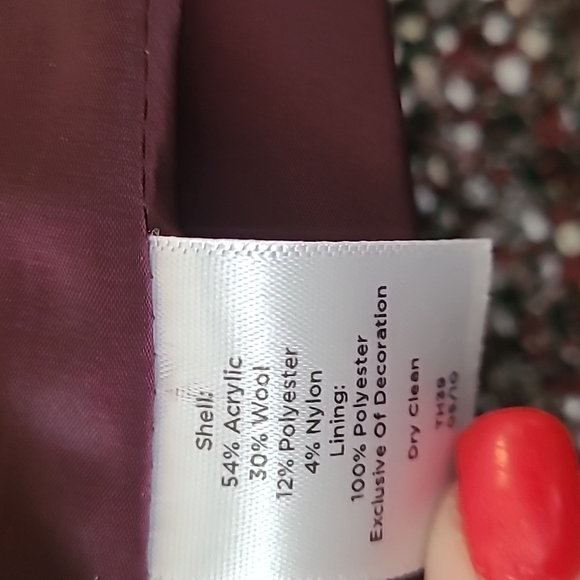 Shell:
54% Acrylic
30% Wool
12% Polyester
4% Nylon
Lining:
100% Polyester
Exclusive Of Decoration
Dry Clean
TH39
09/10